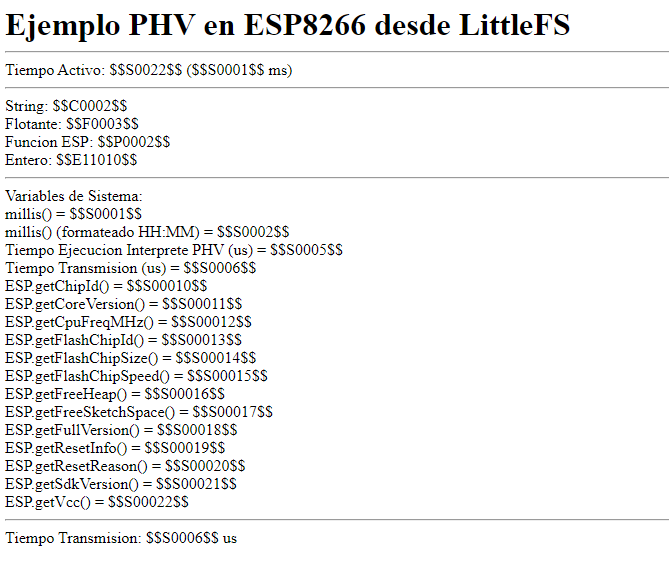 Ejemplo PHV en ESP8266 desde LittleFS
Tiempo Activo: $$S0022$$ ($$S0001$$ ms)
String: $$C0002$$
Flotante: $$F0003$$
Funcion ESP: $$P0002$$
Entero: $$E11010$$
Variables de Sistema:
millis() = $$S0001$$
millis() (formateado HH:MM) = $$S0002$$
Tiempo Ejecucion Interprete PHV (us) = $$S0005$$
Tiempo Transmision (us) = $$S0006$$
ESP.getChipId() = $$S00010$$
ESP.getCoreVersion() = $$S00011$$
ESP.getCpuFreqMHz() = $$S00012$$
ESP.getFlashChipId() = $$S00013$$
ESP.getFlashChipSize() = $$S00014$$
ESP.getFlashChipSpeed() = $$S00015$$
ESP.getFreeHeap() = $$S00016$$
ESP.getFreeSketchSpace() = $$S00017$$
ESP.getFullVersion() = $$S00018$$
ESP.getResetInfo() = $$S00019$$
ESP.getResetReason() = $$S00020$$
ESP.getSdkVersion() = $$S00021$$
ESP.getVcc() = $$S00022$$
Tiempo Transmision: $$S0006$$ us